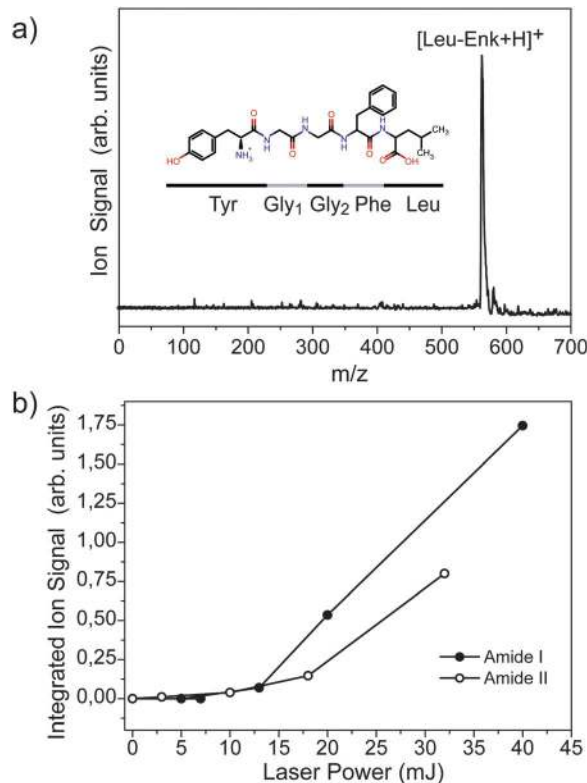 a)
[Leu-Enk+H]+
Ion Signal (arb. units)
O
H
N
O
H
N
O
CH3
HO
NH3+
O
N
H
O
N
H
CH3
O
OH
Tyr Gly1 Gly2 Phe Leu
0 100 200 300 400 500 600 700
m/z
b)
Integrated Ion Signal (arb. units)
1,75
1,50
1,25
1,00
0,75
0,50
0,25
0,00
Amide I
Amide II
0 5 10 15 20 25 30 35 40 45
Laser Power (mJ)